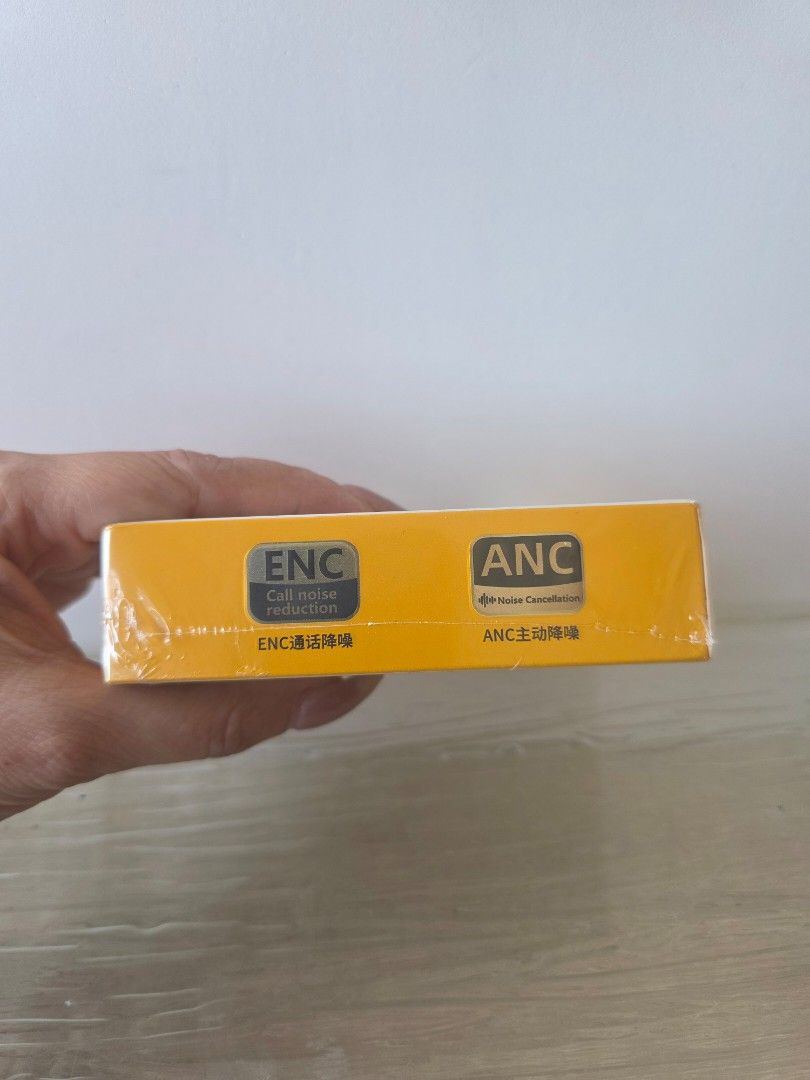 ENC
Call noise
reduction
ENC通话降噪
ANC
Noise Cancellation
ANC主动降噪